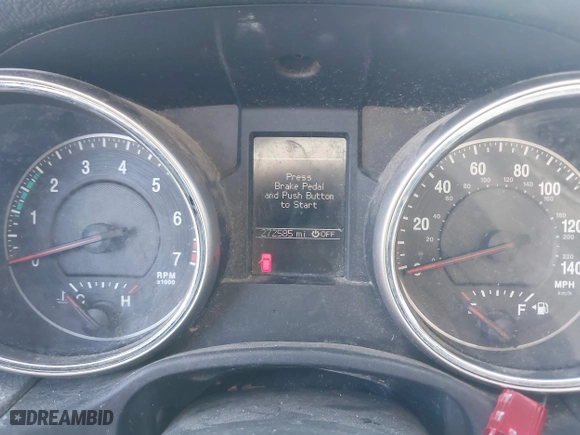 1 2 3 4 5 6 7
RPM
x1000
C H
Press
Brake Pedal
and Push Button
to Start
272585 mi OFF
20 40 60 80 100 120 140
MPH
km/h
F
DREAMBID